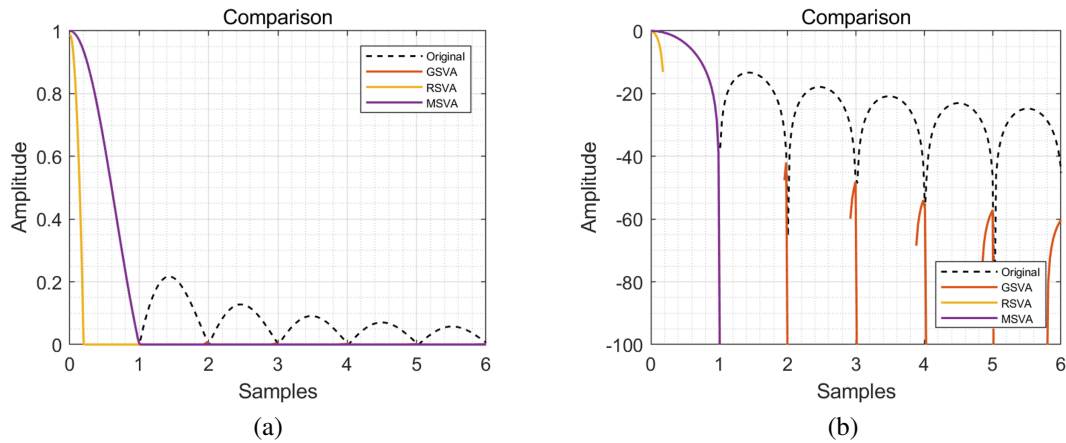 Comparison
1
0.8
0.6
0.4
0.2
0
Amplitude
Original
GSVA
RSVA
MSVA
0 1 2 3 4 5 6
Samples
(a)
Comparison
0
-20
-40
-60
-80
-100
Amplitude
Original
GSVA
RSVA
MSVA
0 1 2 3 4 5 6
Samples
(b)